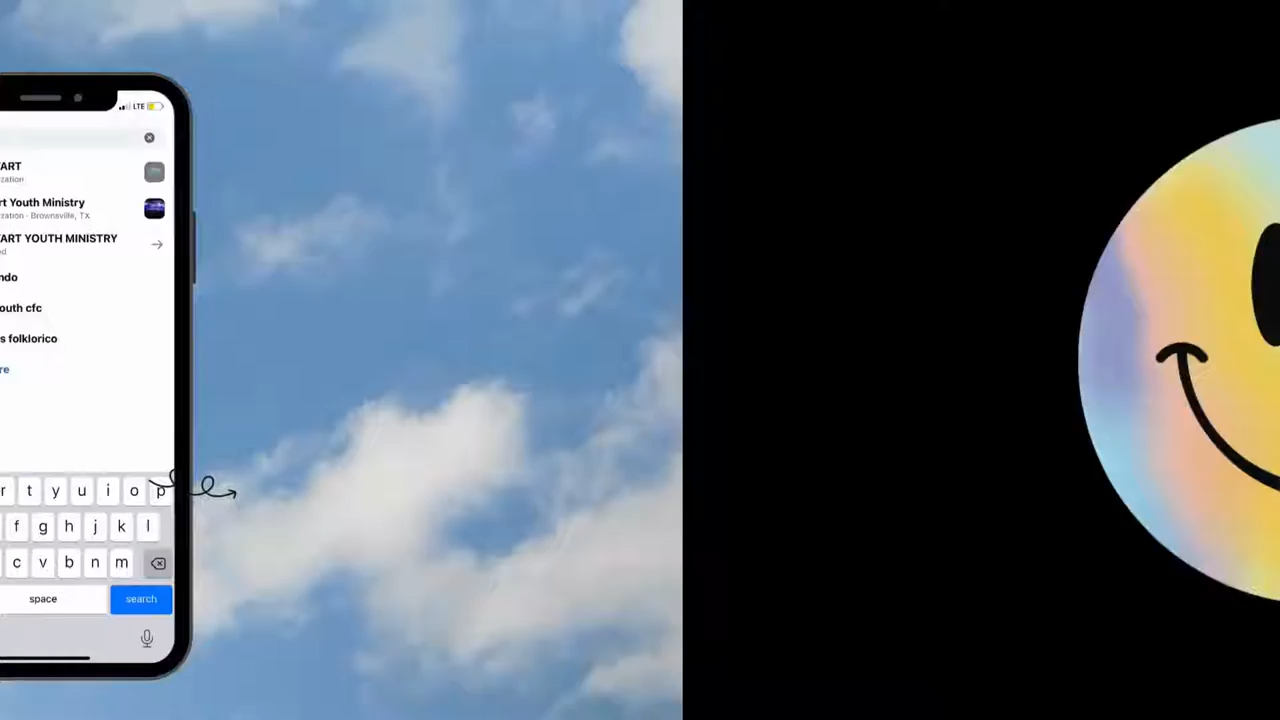 LTE
ART
zation
rt Youth Ministry
zation · Brownsville, TX
ART YOUTH MINISTRY
ed
ndo
outh cfc
s folklorico
re
r t y u i o p
f g h j k l
c v b n m
space search